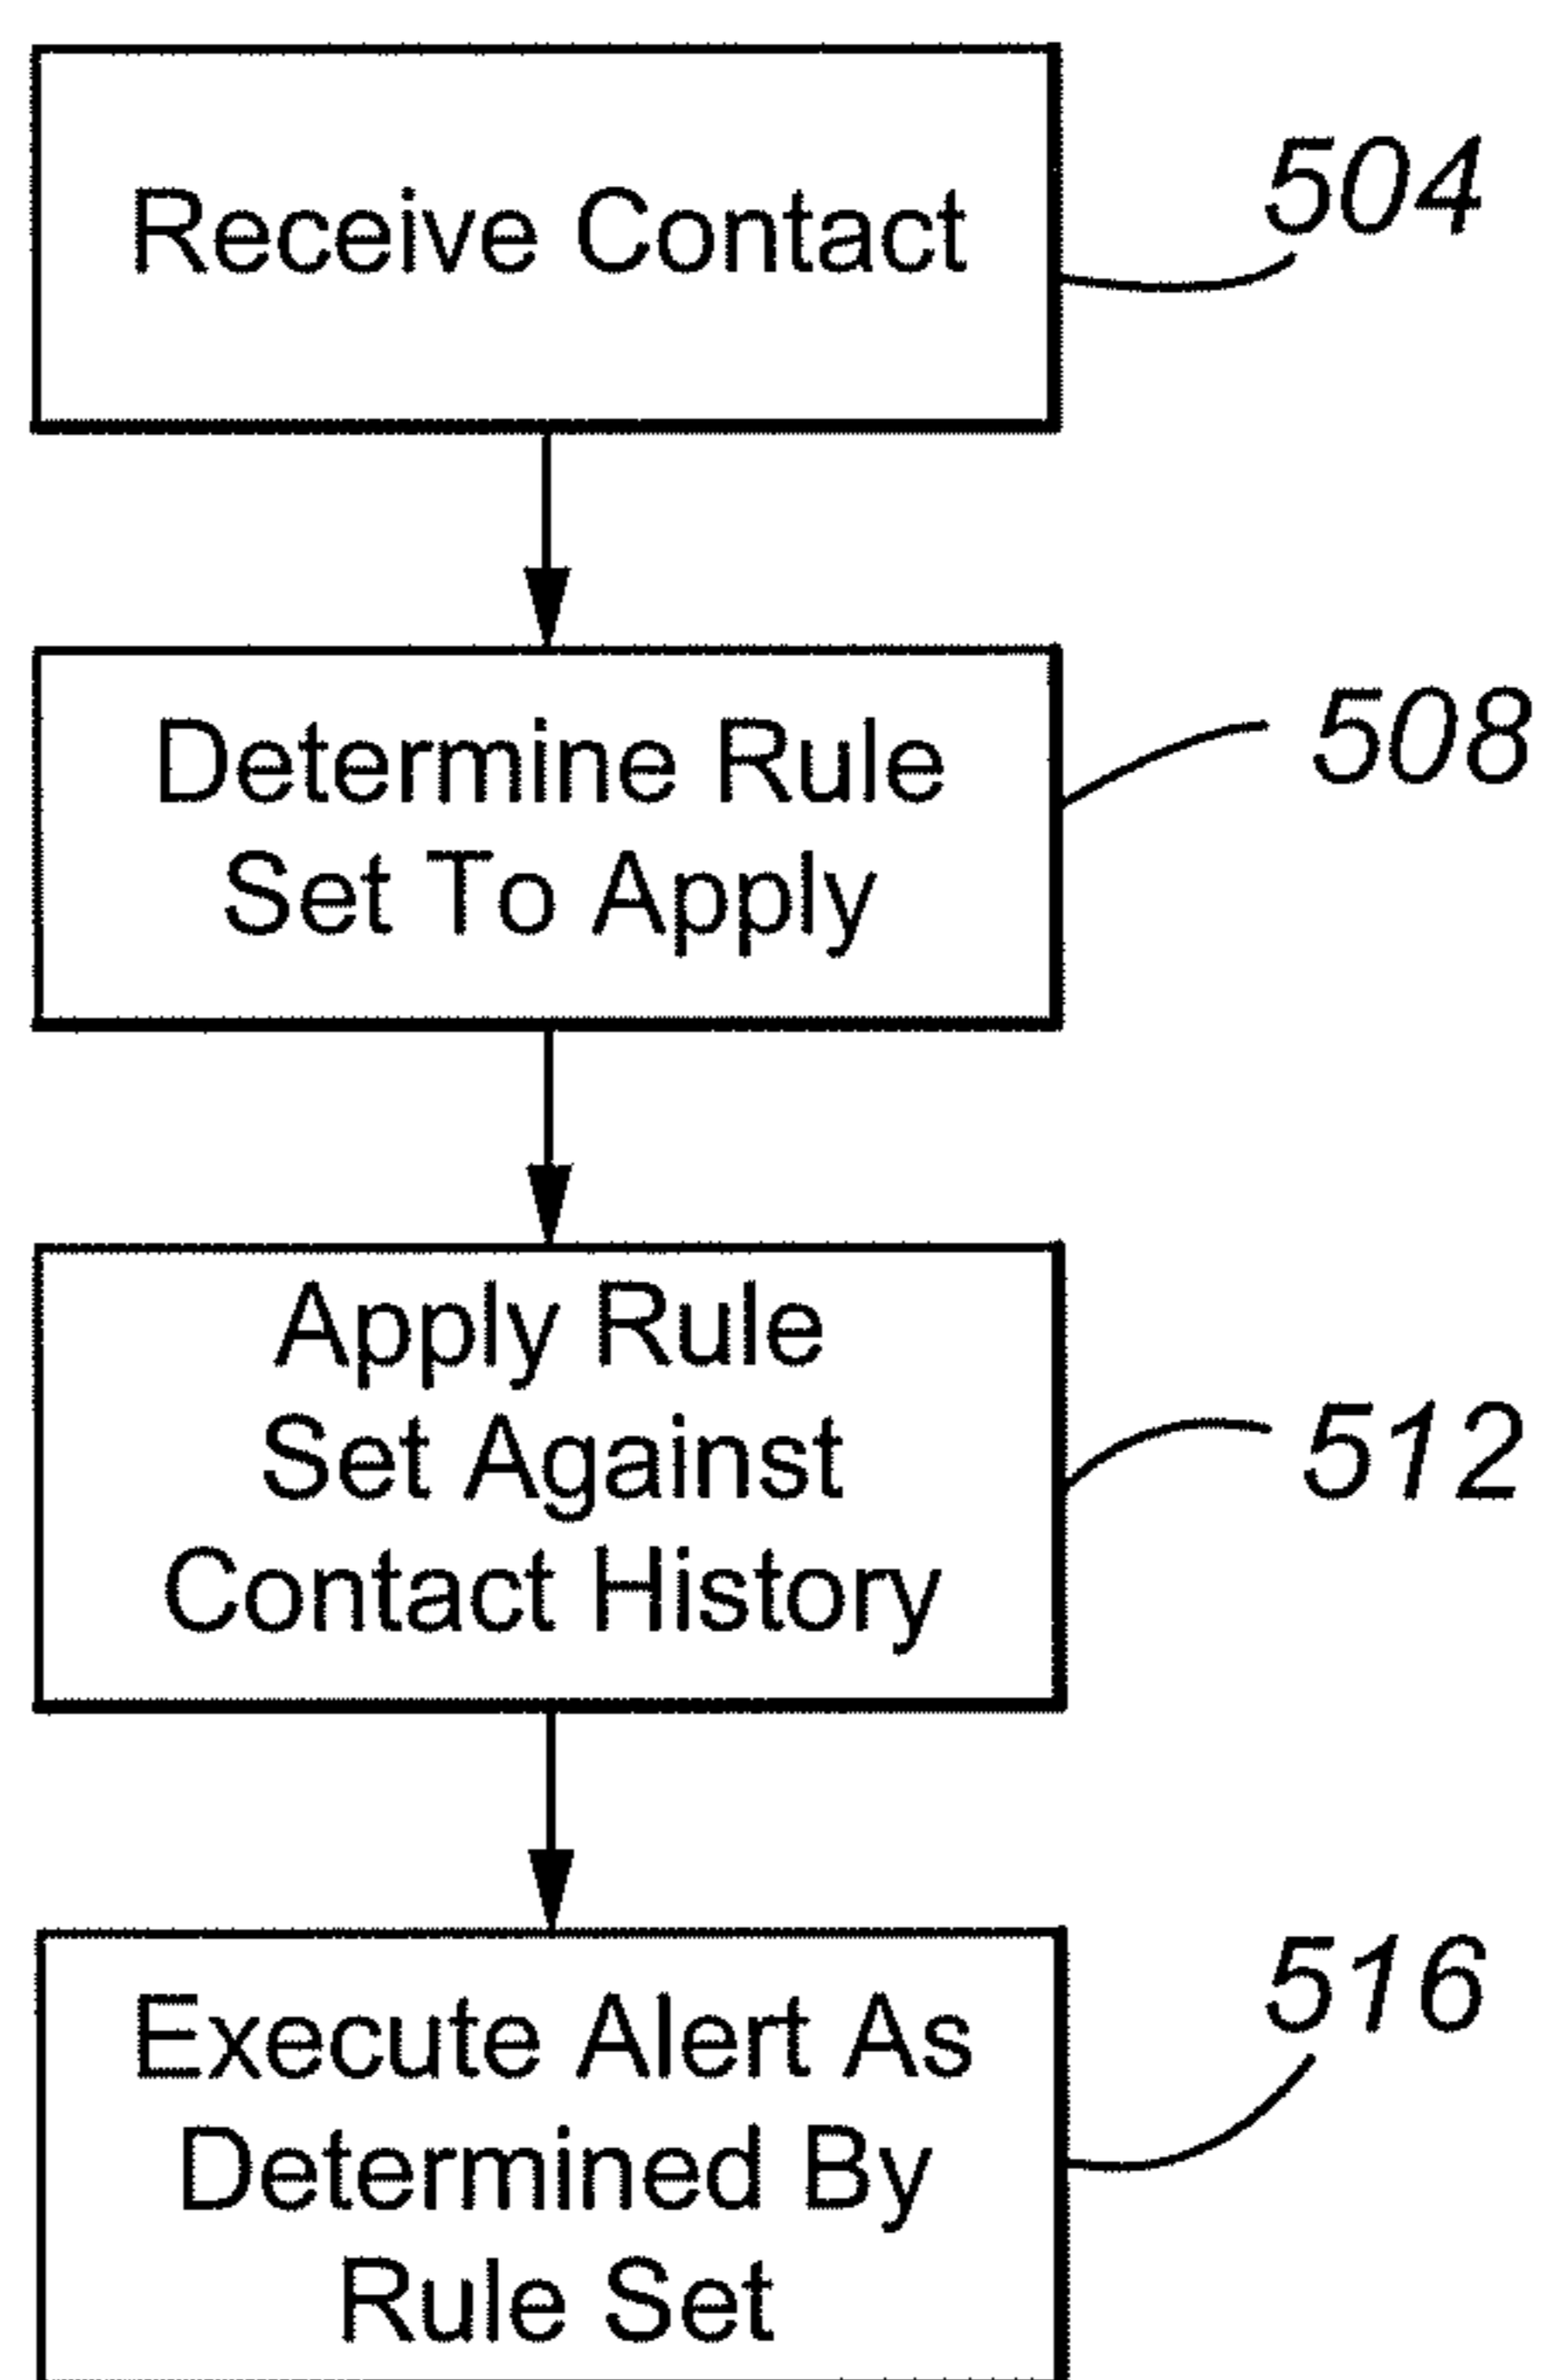 Receive Contact
504
Determine Rule
Set To Apply
508
Apply Rule
Set Against
Contact History
512
Execute Alert As
Determined By
Rule Set
516